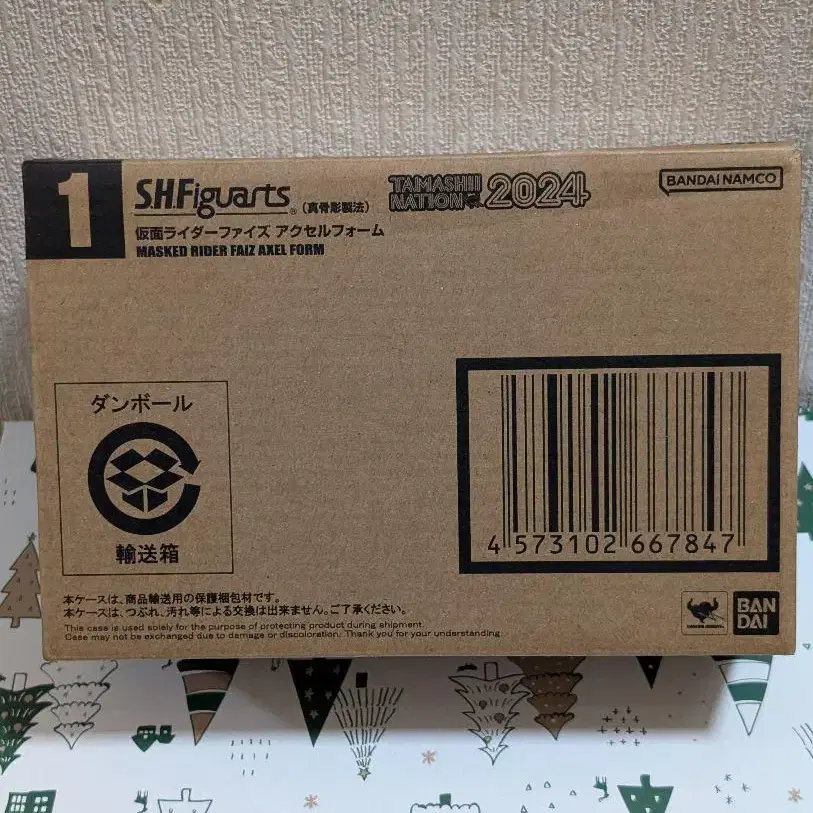 1
S.H.Figuarts®(真骨彫製法)
TAMASHII NATION 2024
BANDAI NAMCO
仮面ライダーファイズ アクセルフォーム
MASKED RIDER FAIZ AXEL FORM
ダンボール
輸送箱
4 573102 667847
本ケースは、商品輸送用の保護梱包材です。
本ケースは、つぶれ、汚れ等による交換は出来ません。ご了承ください。
This case is used solely for the purpose of protecting product during shipment.
Case may not be exchanged due to damage or discoloration. Thank you for your understanding.
BAN
DAI